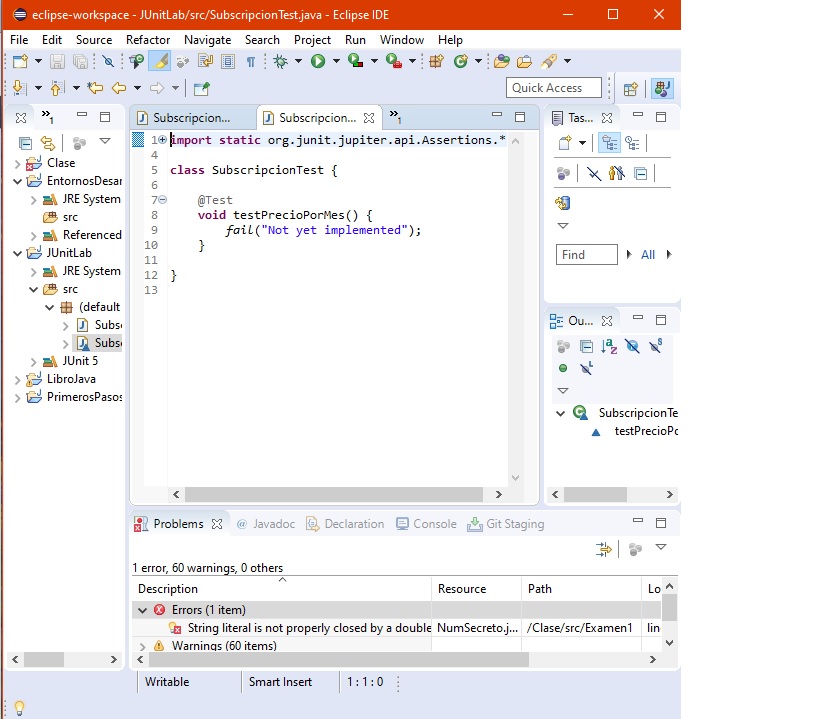 eclipse-workspace - JUnitLab/src/SubscripcionTest.java - Eclipse IDE
File Edit Source Refactor Navigate Search Project Run Window Help
Quick Access
Subscripcion...
Subscripcion...
»1
»1
Tas...
1 import static org.junit.jupiter.api.Assertions.*
4
5 class SubscripcionTest {
6
7 @Test
8 void testPrecioPorMes() {
9 fail("Not yet implemented");
10 }
11
12 }
13
Clase
EntornosDesar
JRE System
src
Referenced
JUnitLab
JRE System
src
(default
Subs
Subs
JUnit 5
LibroJava
PrimerosPasos
Find
All
Ou...
SubscripcionTe
testPrecioPo
Problems
@ Javadoc
Declaration
Console
Git Staging
1 error, 60 warnings, 0 others
Description Resource Path Lo
Errors (1 item)
String literal is not properly closed by a double NumSecreto.j... /Clase/src/Examen1 lin
Warnings (60 items)
Writable Smart Insert 1 : 1 : 0